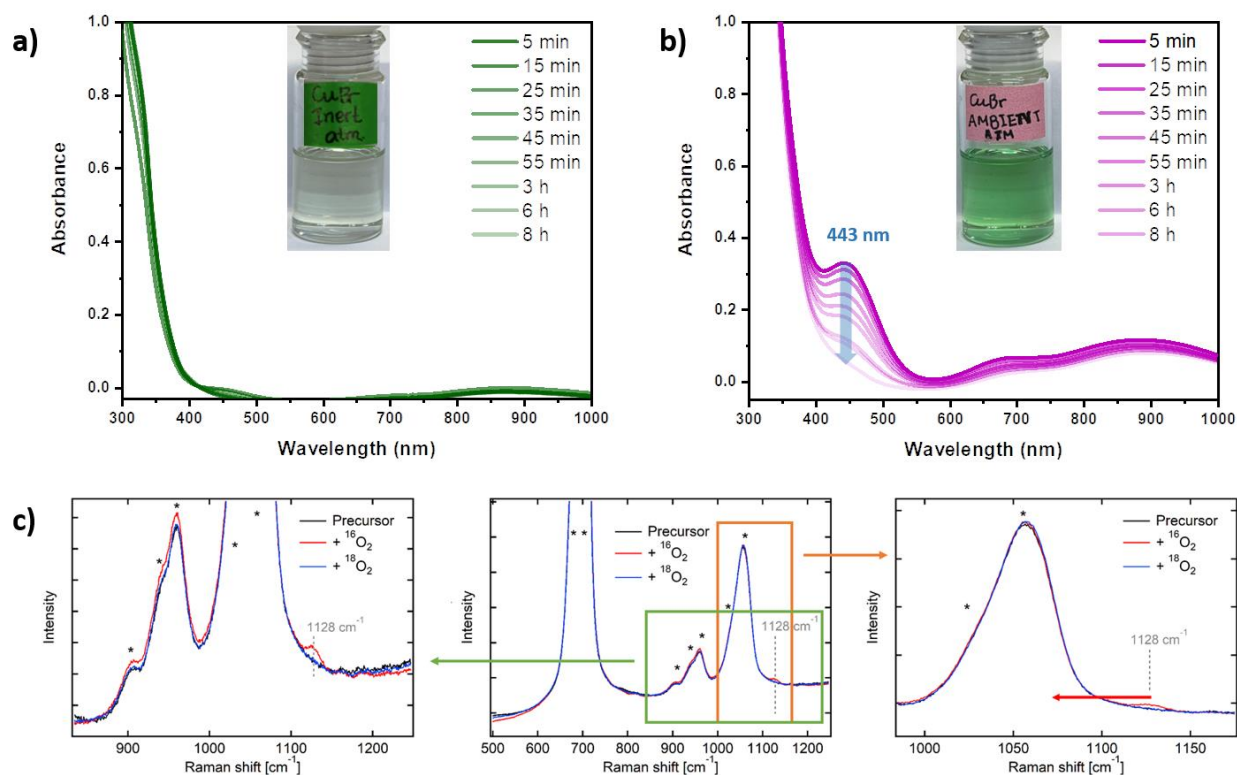 a)
1.0
0.8
0.6
0.4
0.2
0.0
Absorbance
300 400 500 600 700 800 900 1000
Wavelength (nm)
5 min
15 min
25 min
35 min
45 min
55 min
3 h
6 h
8 h
Inert
atm
b)
1.0
0.8
0.6
0.4
0.2
0.0
Absorbance
300 400 500 600 700 800 900 1000
Wavelength (nm)
443 nm
5 min
15 min
25 min
35 min
45 min
55 min
3 h
6 h
8 h
CuBr
AMBIENT
ATM
c)
Intensity
* * * * *
Precursor
+ ¹⁶O₂
+ ¹⁸O₂
1128 cm⁻¹
900 1000 1100 1200
Raman shift [cm⁻¹]
Intensity
* * * * * * *
Precursor
+ ¹⁶O₂
+ ¹⁸O₂
1128 cm⁻¹
500 600 700 800 900 1000 1100 1200
Raman shift [cm⁻¹]
Intensity
* *
Precursor
+ ¹⁶O₂
+ ¹⁸O₂
1128 cm⁻¹
1000 1050 1100 1150
Raman shift [cm⁻¹]